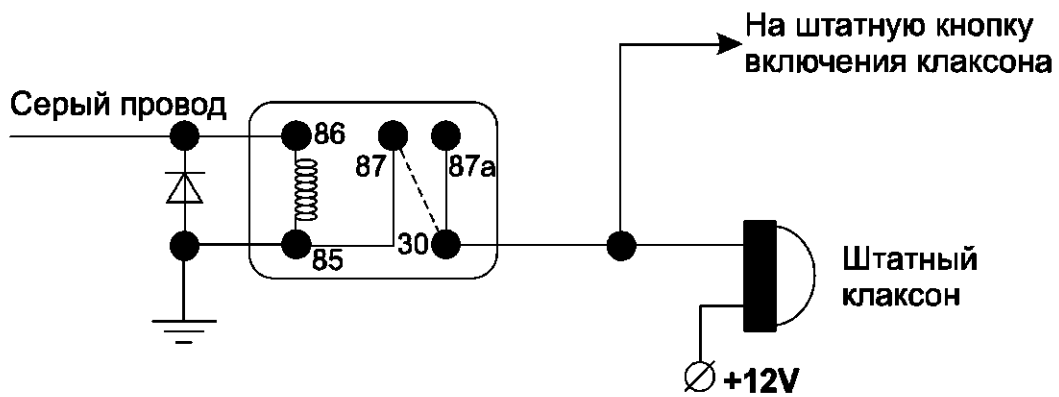 На штатную кнопку
включения клаксона
Серый провод
86
87
87a
85
30
Штатный
клаксон
+12V